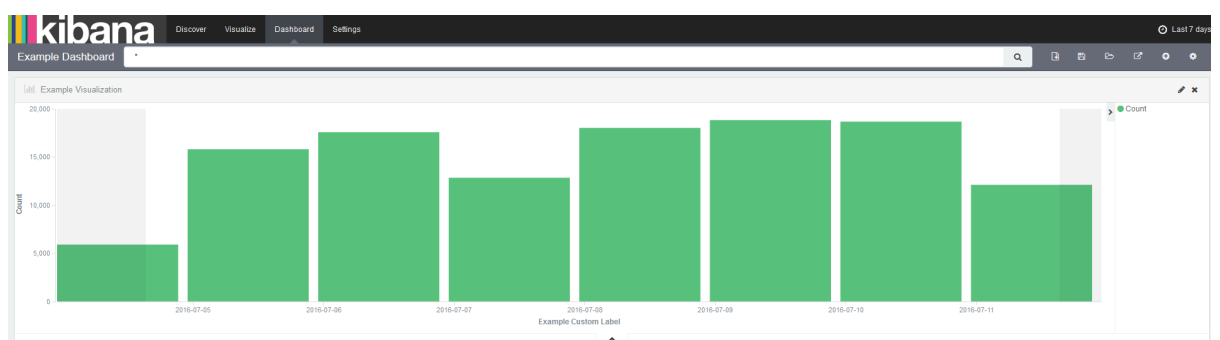 kibana Discover Visualize Dashboard Settings Last 7 days
Example Dashboard *
Example Visualization
20,000
15,000
10,000
5,000
0
Count
2016-07-05 2016-07-06 2016-07-07 2016-07-08 2016-07-09 2016-07-10 2016-07-11
Example Custom Label
Count